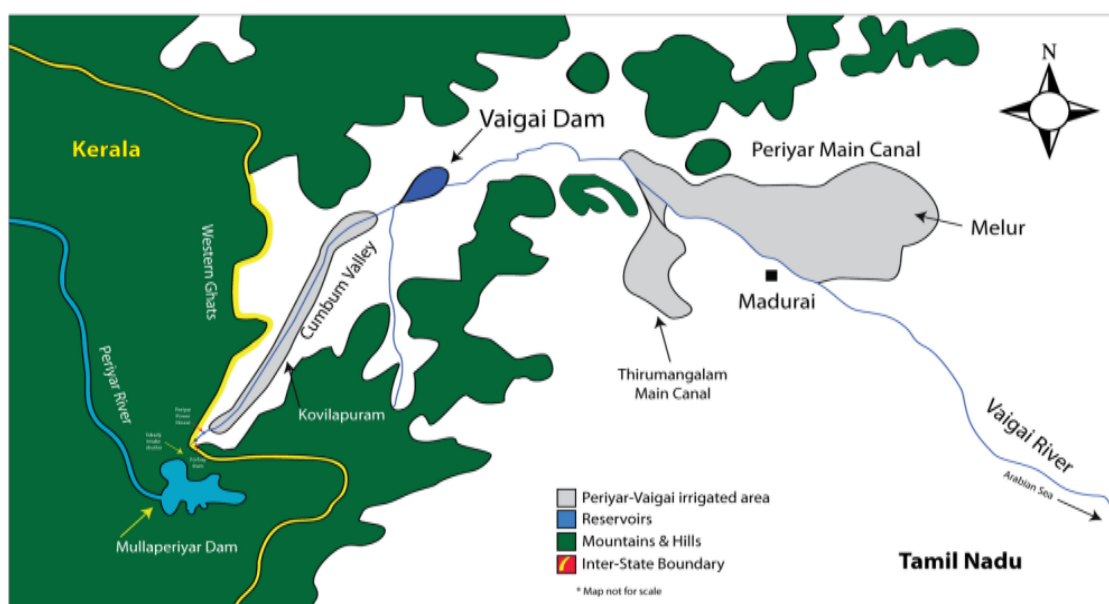 N
Vaigai Dam
Kerala
Periyar Main Canal
Western Ghats
Melur
Cumbum Valley
Madurai
Periyar River
Thirumangalam
Main Canal
Kovilapuram
Periyar
Power
Vaigai River
Arabian Sea
Mullaperiyar Dam
Periyar-Vaigai irrigated area
Reservoirs
Mountains & Hills
Inter-State Boundary
* Map not for scale
Tamil Nadu